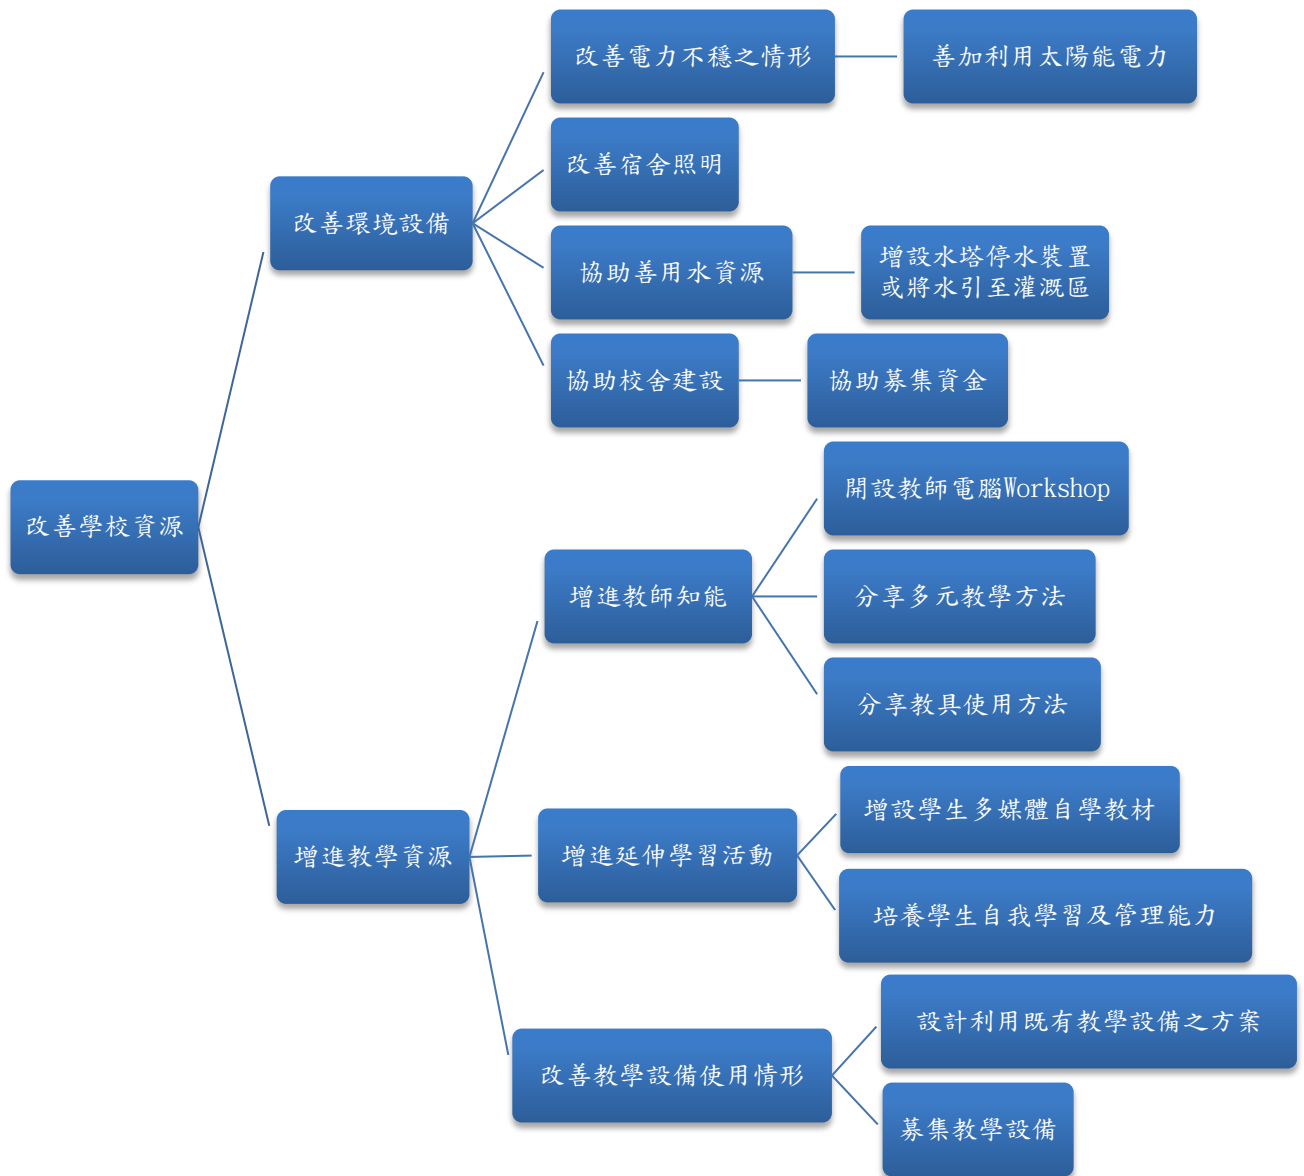 改善電力不穩之情形
善加利用太陽能電力
改善宿舍照明
改善環境設備
協助善用水資源
增設水塔停水裝置
或將水引至灌溉區
協助校舍建設
協助募集資金
改善學校資源
開設教師電腦Workshop
增進教師知能
分享多元教學方法
分享教具使用方法
增進教學資源
增進延伸學習活動
增設學生多媒體自學教材
培養學生自我學習及管理能力
改善教學設備使用情形
設計利用既有教學設備之方案
募集教學設備